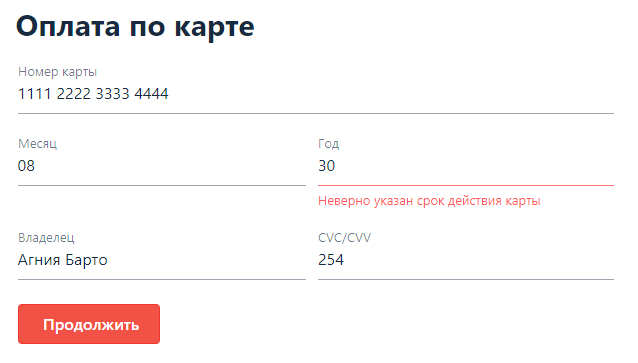 Оплата по карте
Номер карты
1111 2222 3333 4444
Месяц
Год
08
30
Неверно указан срок действия карты
Владелец
CVC/CVV
Агния Барто
254
Продолжить